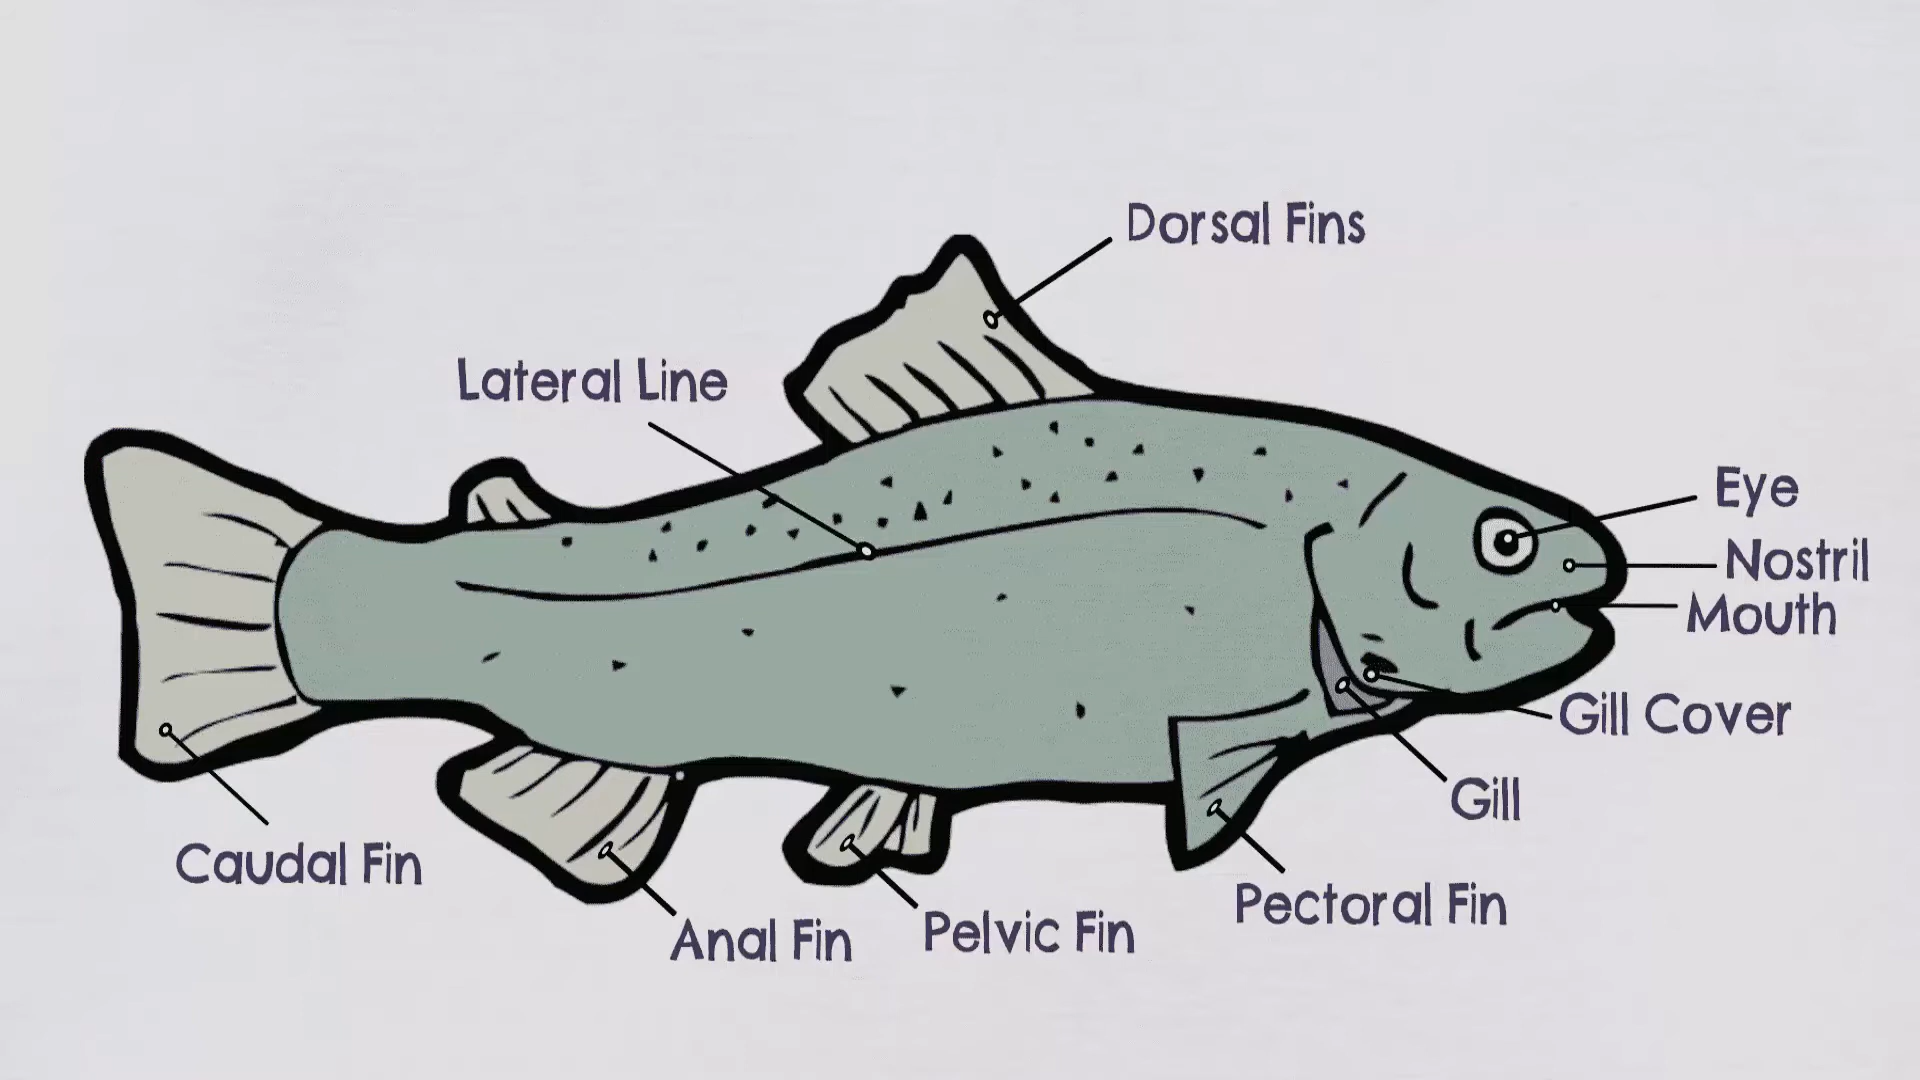 Dorsal Fins
Lateral Line
Eye
Nostril
Mouth
Gill Cover
Gill
Caudal Fin
Pectoral Fin
Anal Fin
Pelvic Fin